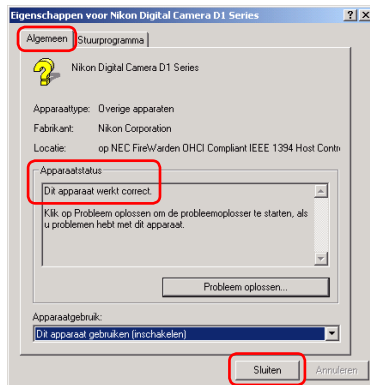 Eigenschappen voor Nikon Digital Camera D1 Series
Algemeen
Stuurprogramma
Nikon Digital Camera D1 Series
Apparaattype: Overige apparaten
Fabrikant: Nikon Corporation
Locatie: op NEC FireWarden OHCI Compliant IEEE 1394 Host Contr
Apparaatstatus
Dit apparaat werkt correct.
Klik op Probleem oplossen om de probleemoplosser te starten, als
u problemen hebt met dit apparaat.
Probleem oplossen...
Apparaatgebruik:
Dit apparaat gebruiken (inschakelen)
Sluiten
Annuleren